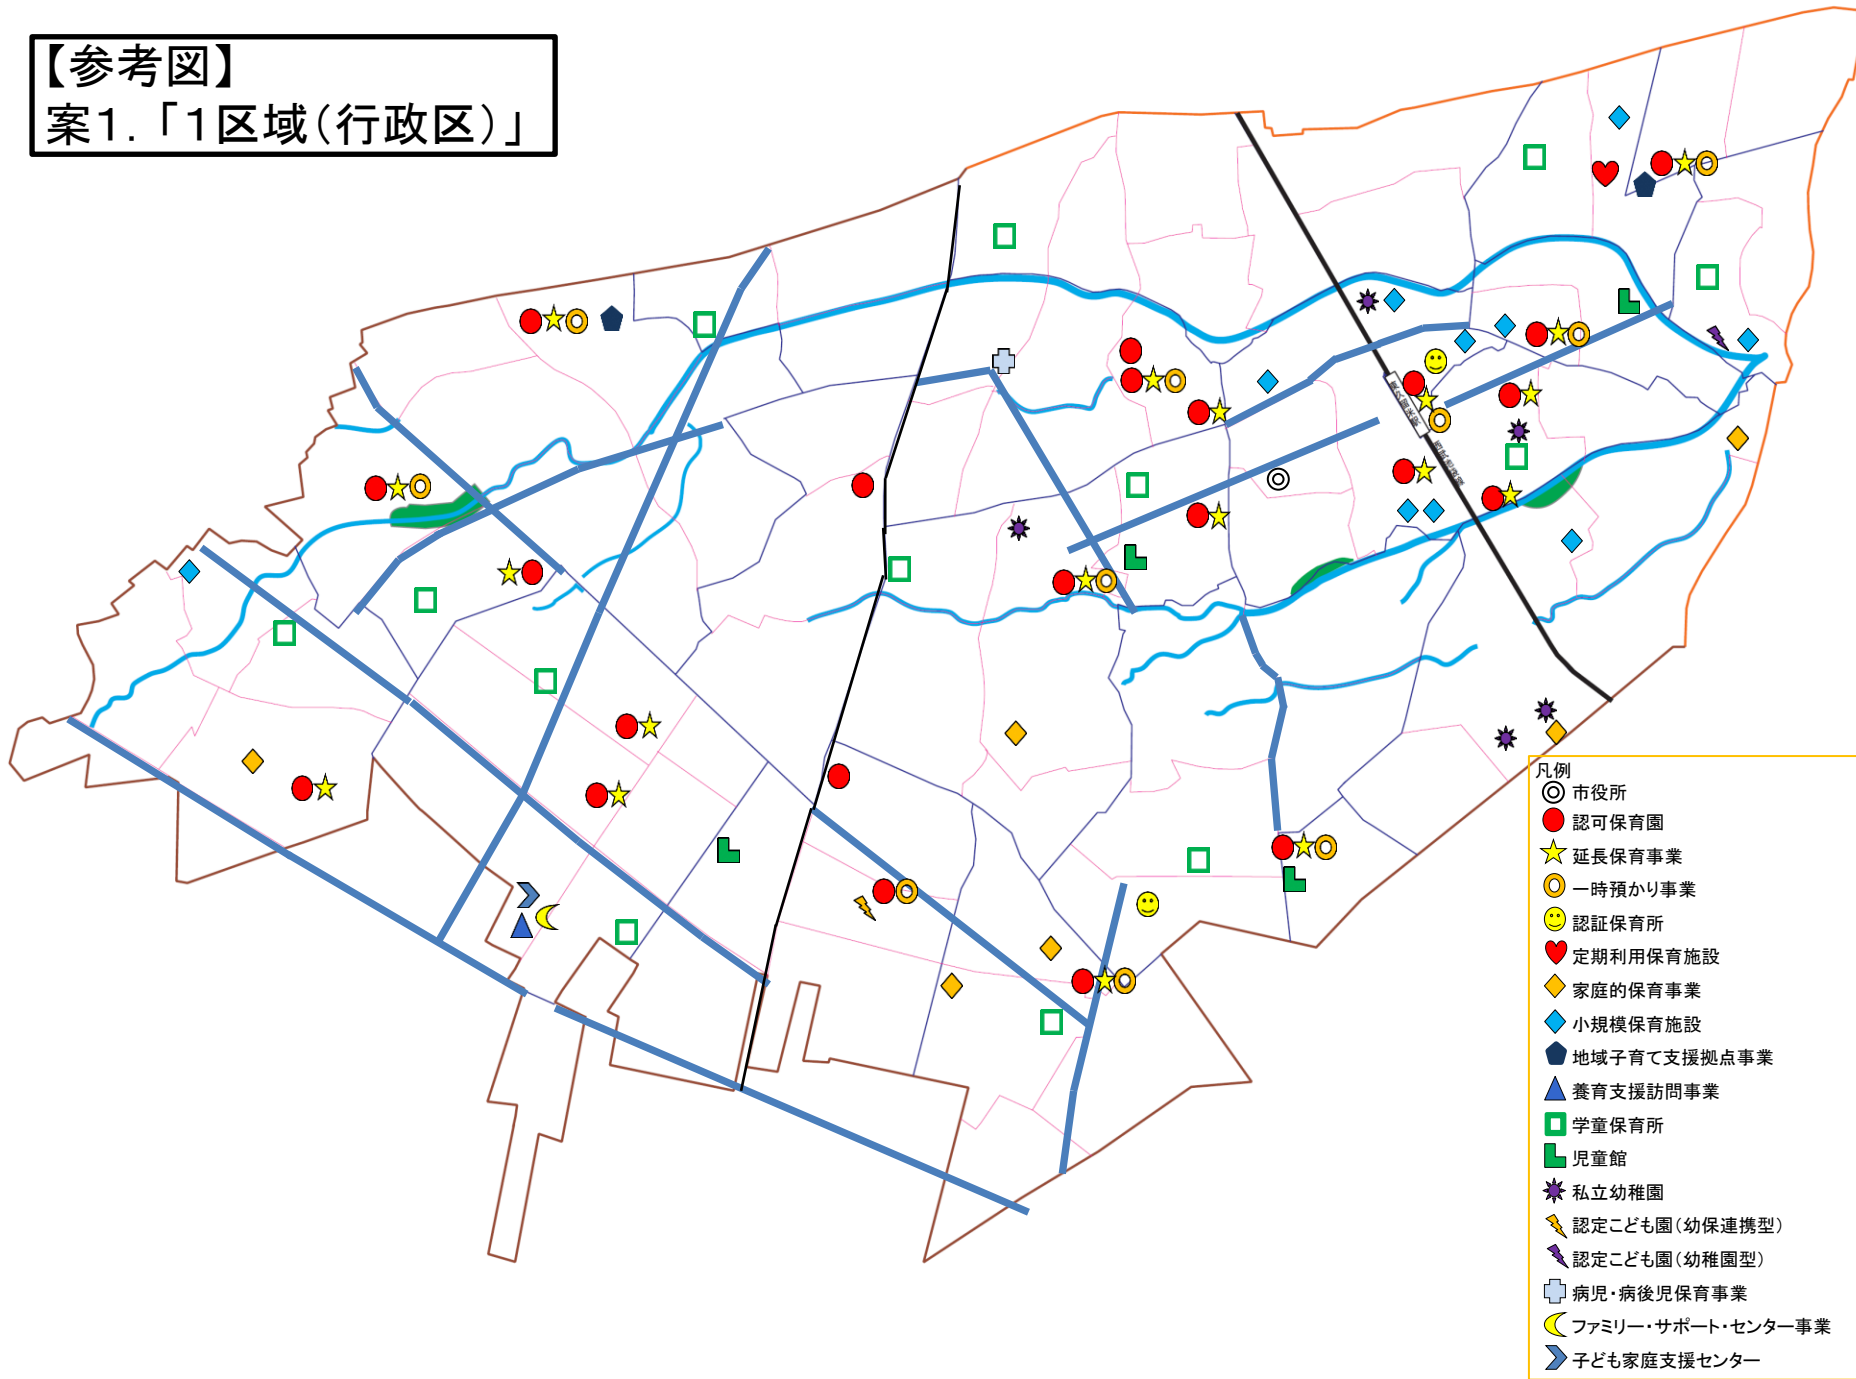 【参考図】
案1.「1区域(行政区)」
凡例
市役所
認可保育園
延長保育事業
一時預かり事業
認証保育所
定期利用保育施設
家庭的保育事業
小規模保育施設
地域子育て支援拠点事業
養育支援訪問事業
学童保育所
児童館
私立幼稚園
認定こども園(幼保連携型)
認定こども園(幼稚園型)
病児・病後児保育事業
ファミリー・サポート・センター事業
子ども家庭支援センター